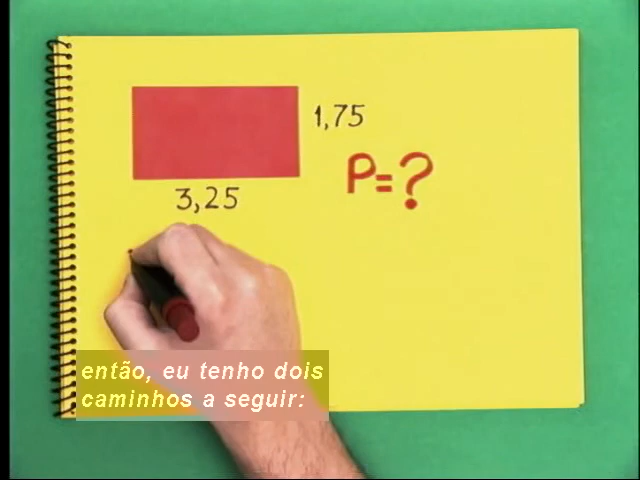 1,75
P=?
3,25
então, eu tenho dois
caminhos a seguir: